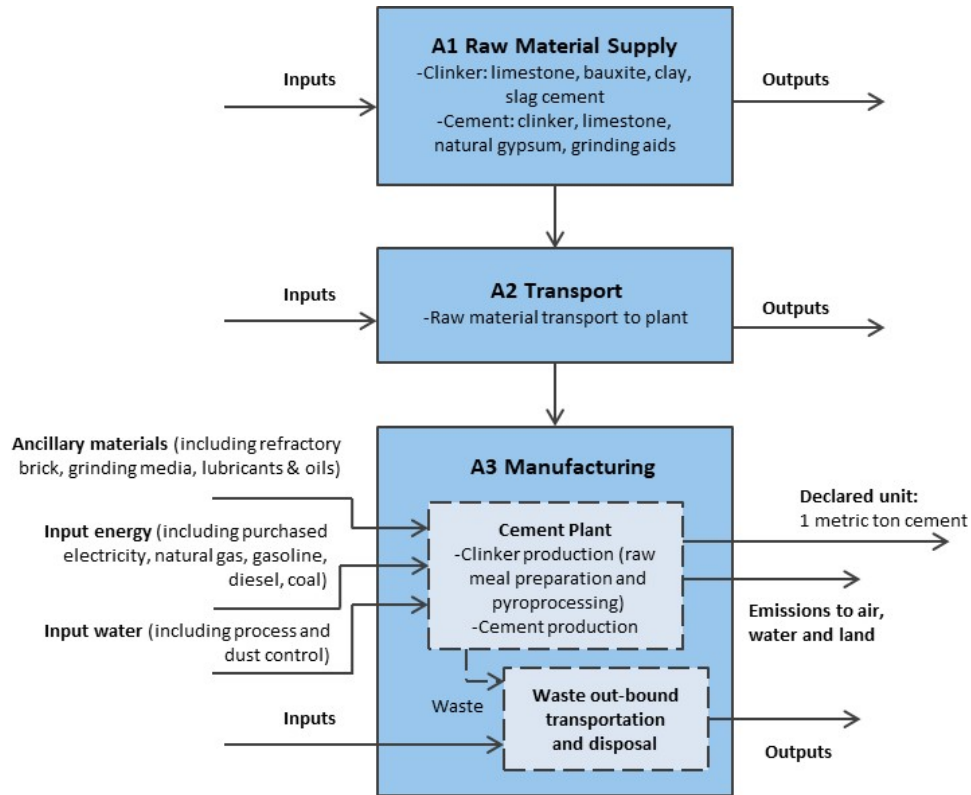 A1 Raw Material Supply
-Clinker: limestone, bauxite, clay,
slag cement
-Cement: clinker, limestone,
natural gypsum, grinding aids
Inputs
Outputs
A2 Transport
-Raw material transport to plant
Inputs
Outputs
A3 Manufacturing
Ancillary materials (including refractory
brick, grinding media, lubricants & oils)
Input energy (including purchased
electricity, natural gas, gasoline,
diesel, coal)
Input water (including process and
dust control)
Cement Plant
-Clinker production (raw
meal preparation and
pyroprocessing)
-Cement production
Declared unit:
1 metric ton cement
Emissions to air,
water and land
Waste
Waste out-bound
transportation
and disposal
Inputs
Outputs